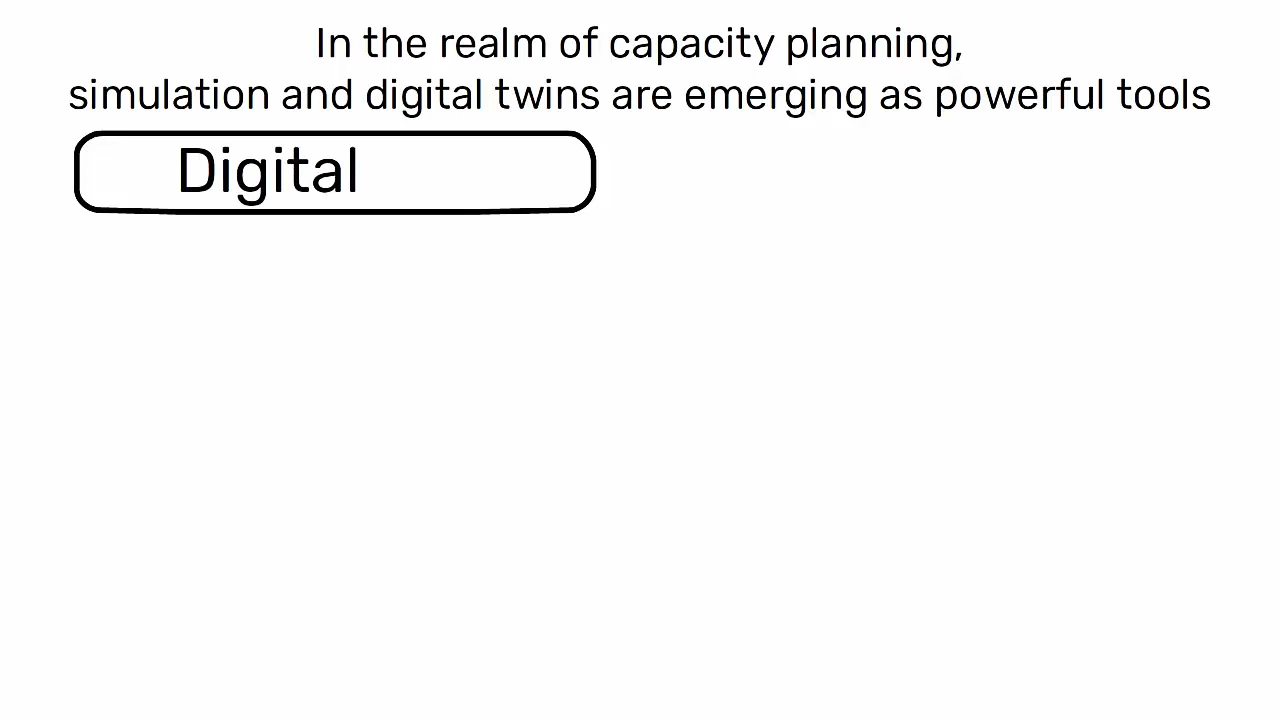 In the realm of capacity planning,
simulation and digital twins are emerging as powerful tools
Digital